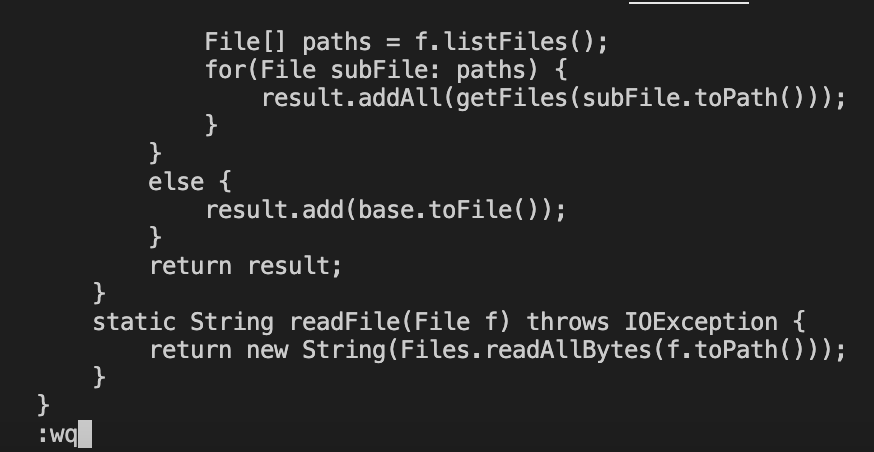 File[] paths = f.listFiles();
            for(File subFile: paths) {
                result.addAll(getFiles(subFile.toPath()));
            }
        }
        else {
            result.add(base.toFile());
        }
        return result;
    }
    static String readFile(File f) throws IOException {
        return new String(Files.readAllBytes(f.toPath()));
    }
}
:wq